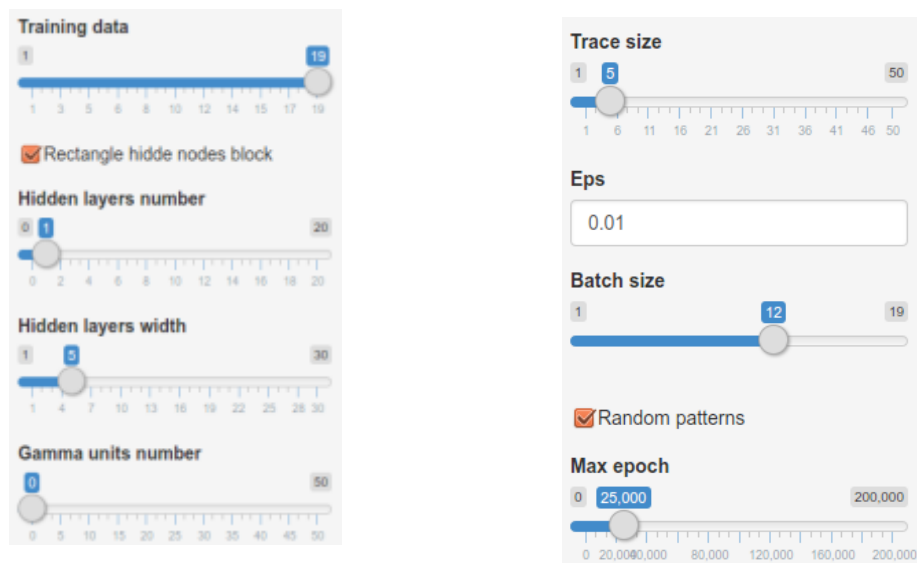 Training data
1 19
1 3 5 6 8 10 12 14 15 17 19
Rectangle hidde nodes block
Hidden layers number
0 1 20
0 2 4 6 8 10 12 14 16 18 20
Hidden layers width
1 5 30
1 4 7 10 13 16 19 22 25 28 30
Gamma units number
0 50
0 5 10 15 20 25 30 35 40 45 50
Trace size
1 5 50
1 6 11 16 21 26 31 36 41 46 50
Eps
0.01
Batch size
1 12 19
Random patterns
Max epoch
0 25,000 200,000
0 20,000 40,000 80,000 120,000 160,000 200,000